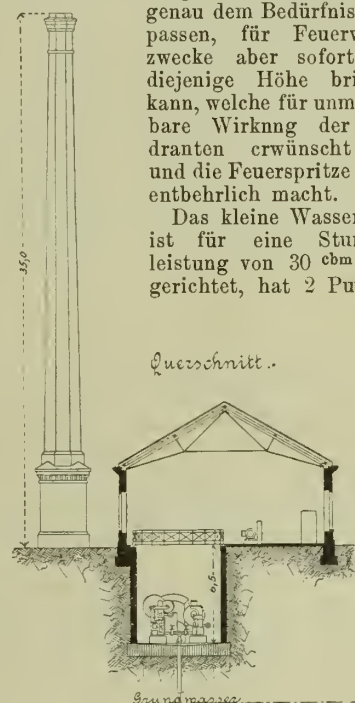 genau dem Bedürfnis
passen, für Feuerw
zwecke aber sofort
diejenige Höhe bri
kann, welche für unm
bare Wirknng der
dranten crwünscht
und die Feuerspritze
entbehrlich macht.
Das kleine Wasser
ist für eine Stu
leistung von 30 cbm
gerichtet, hat 2 Pu
Querschnitt.
35,0
6,5
Grundwasser